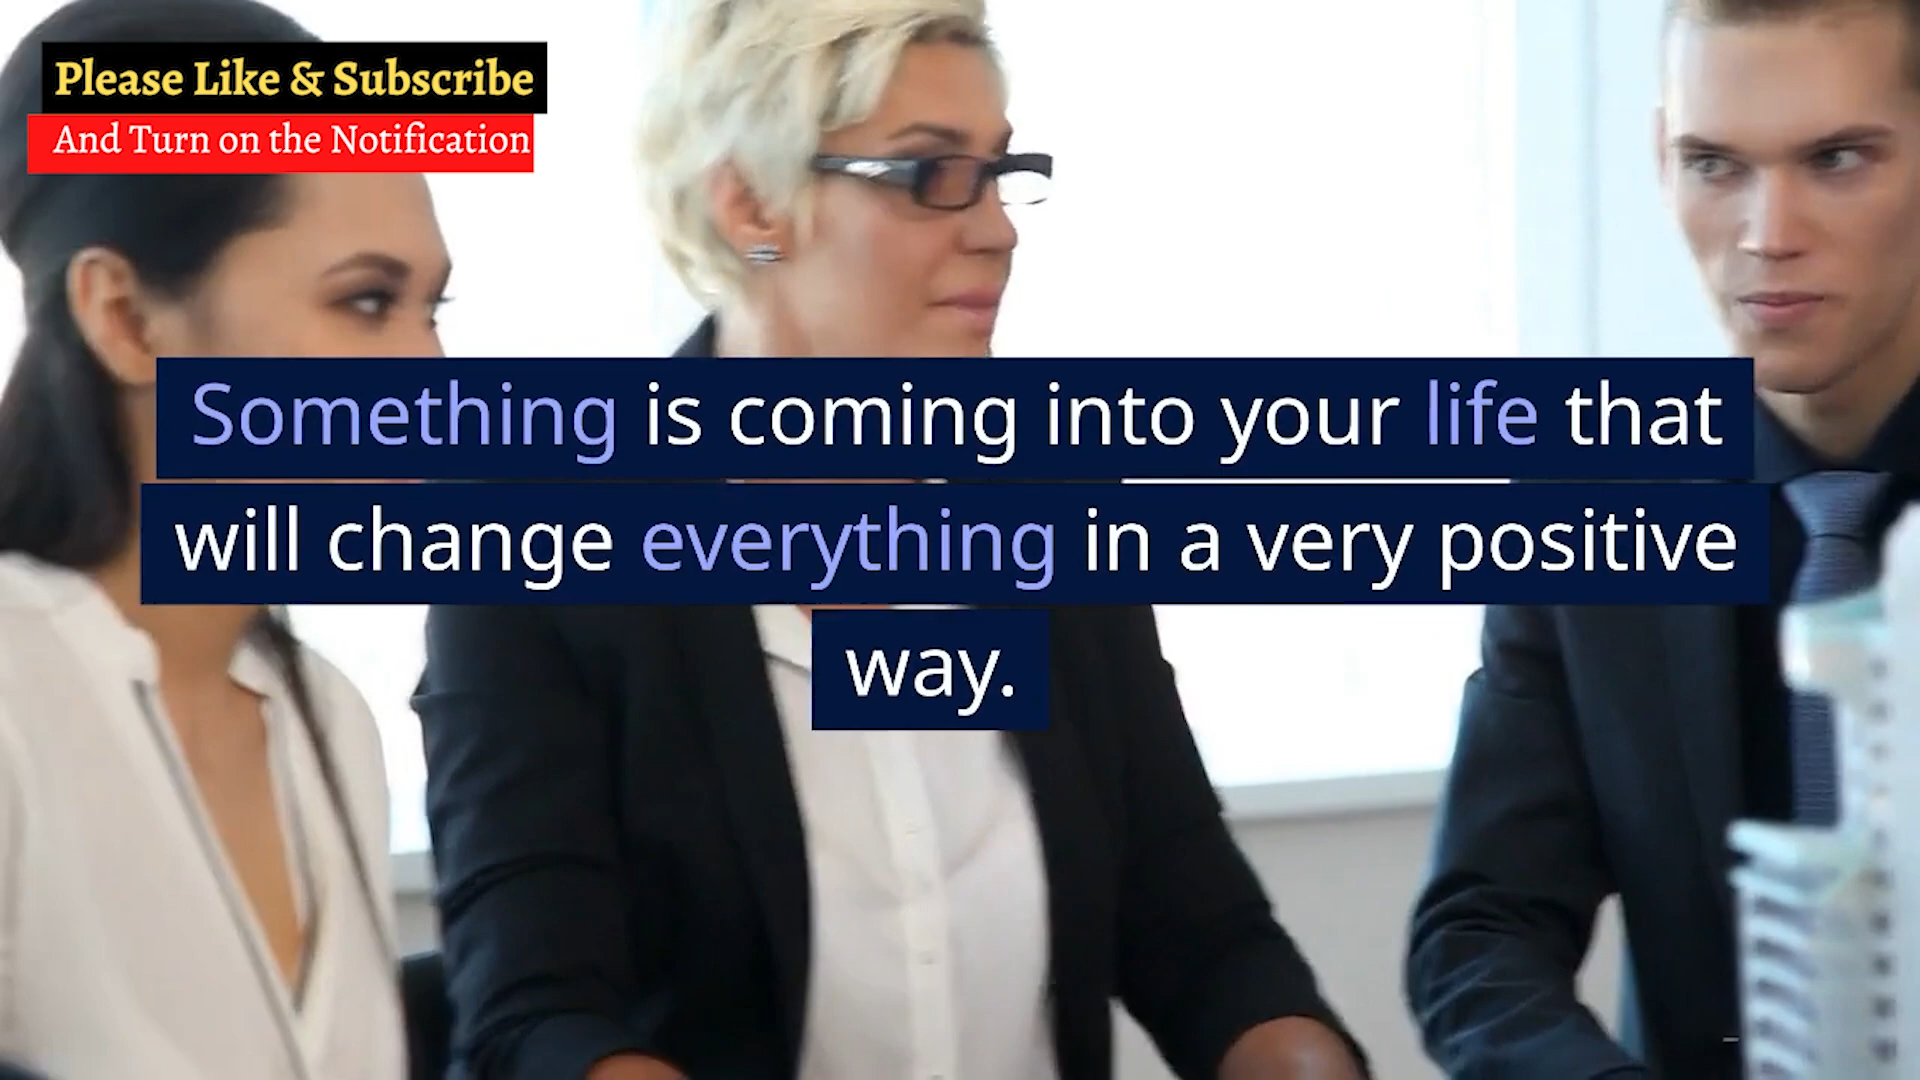 Please Like & Subscribe
And Turn on the Notification
Something is coming into your life that
will change everything in a very positive
way.